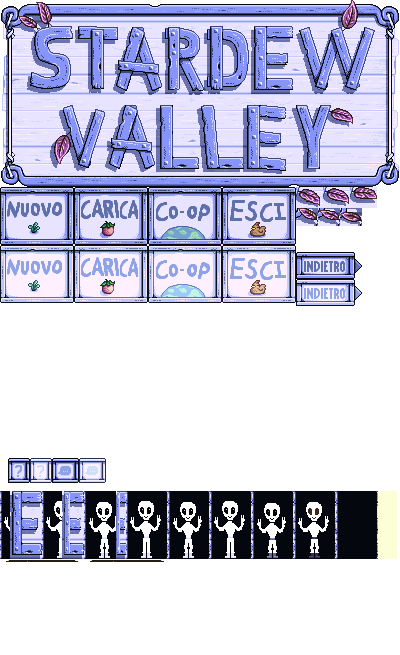 STARDEW
VALLEY
NUOVO CARICA CO-OP ESCI
NUOVO CARICA CO-OP ESCI
INDIETRO
INDIETRO
? ?
E E